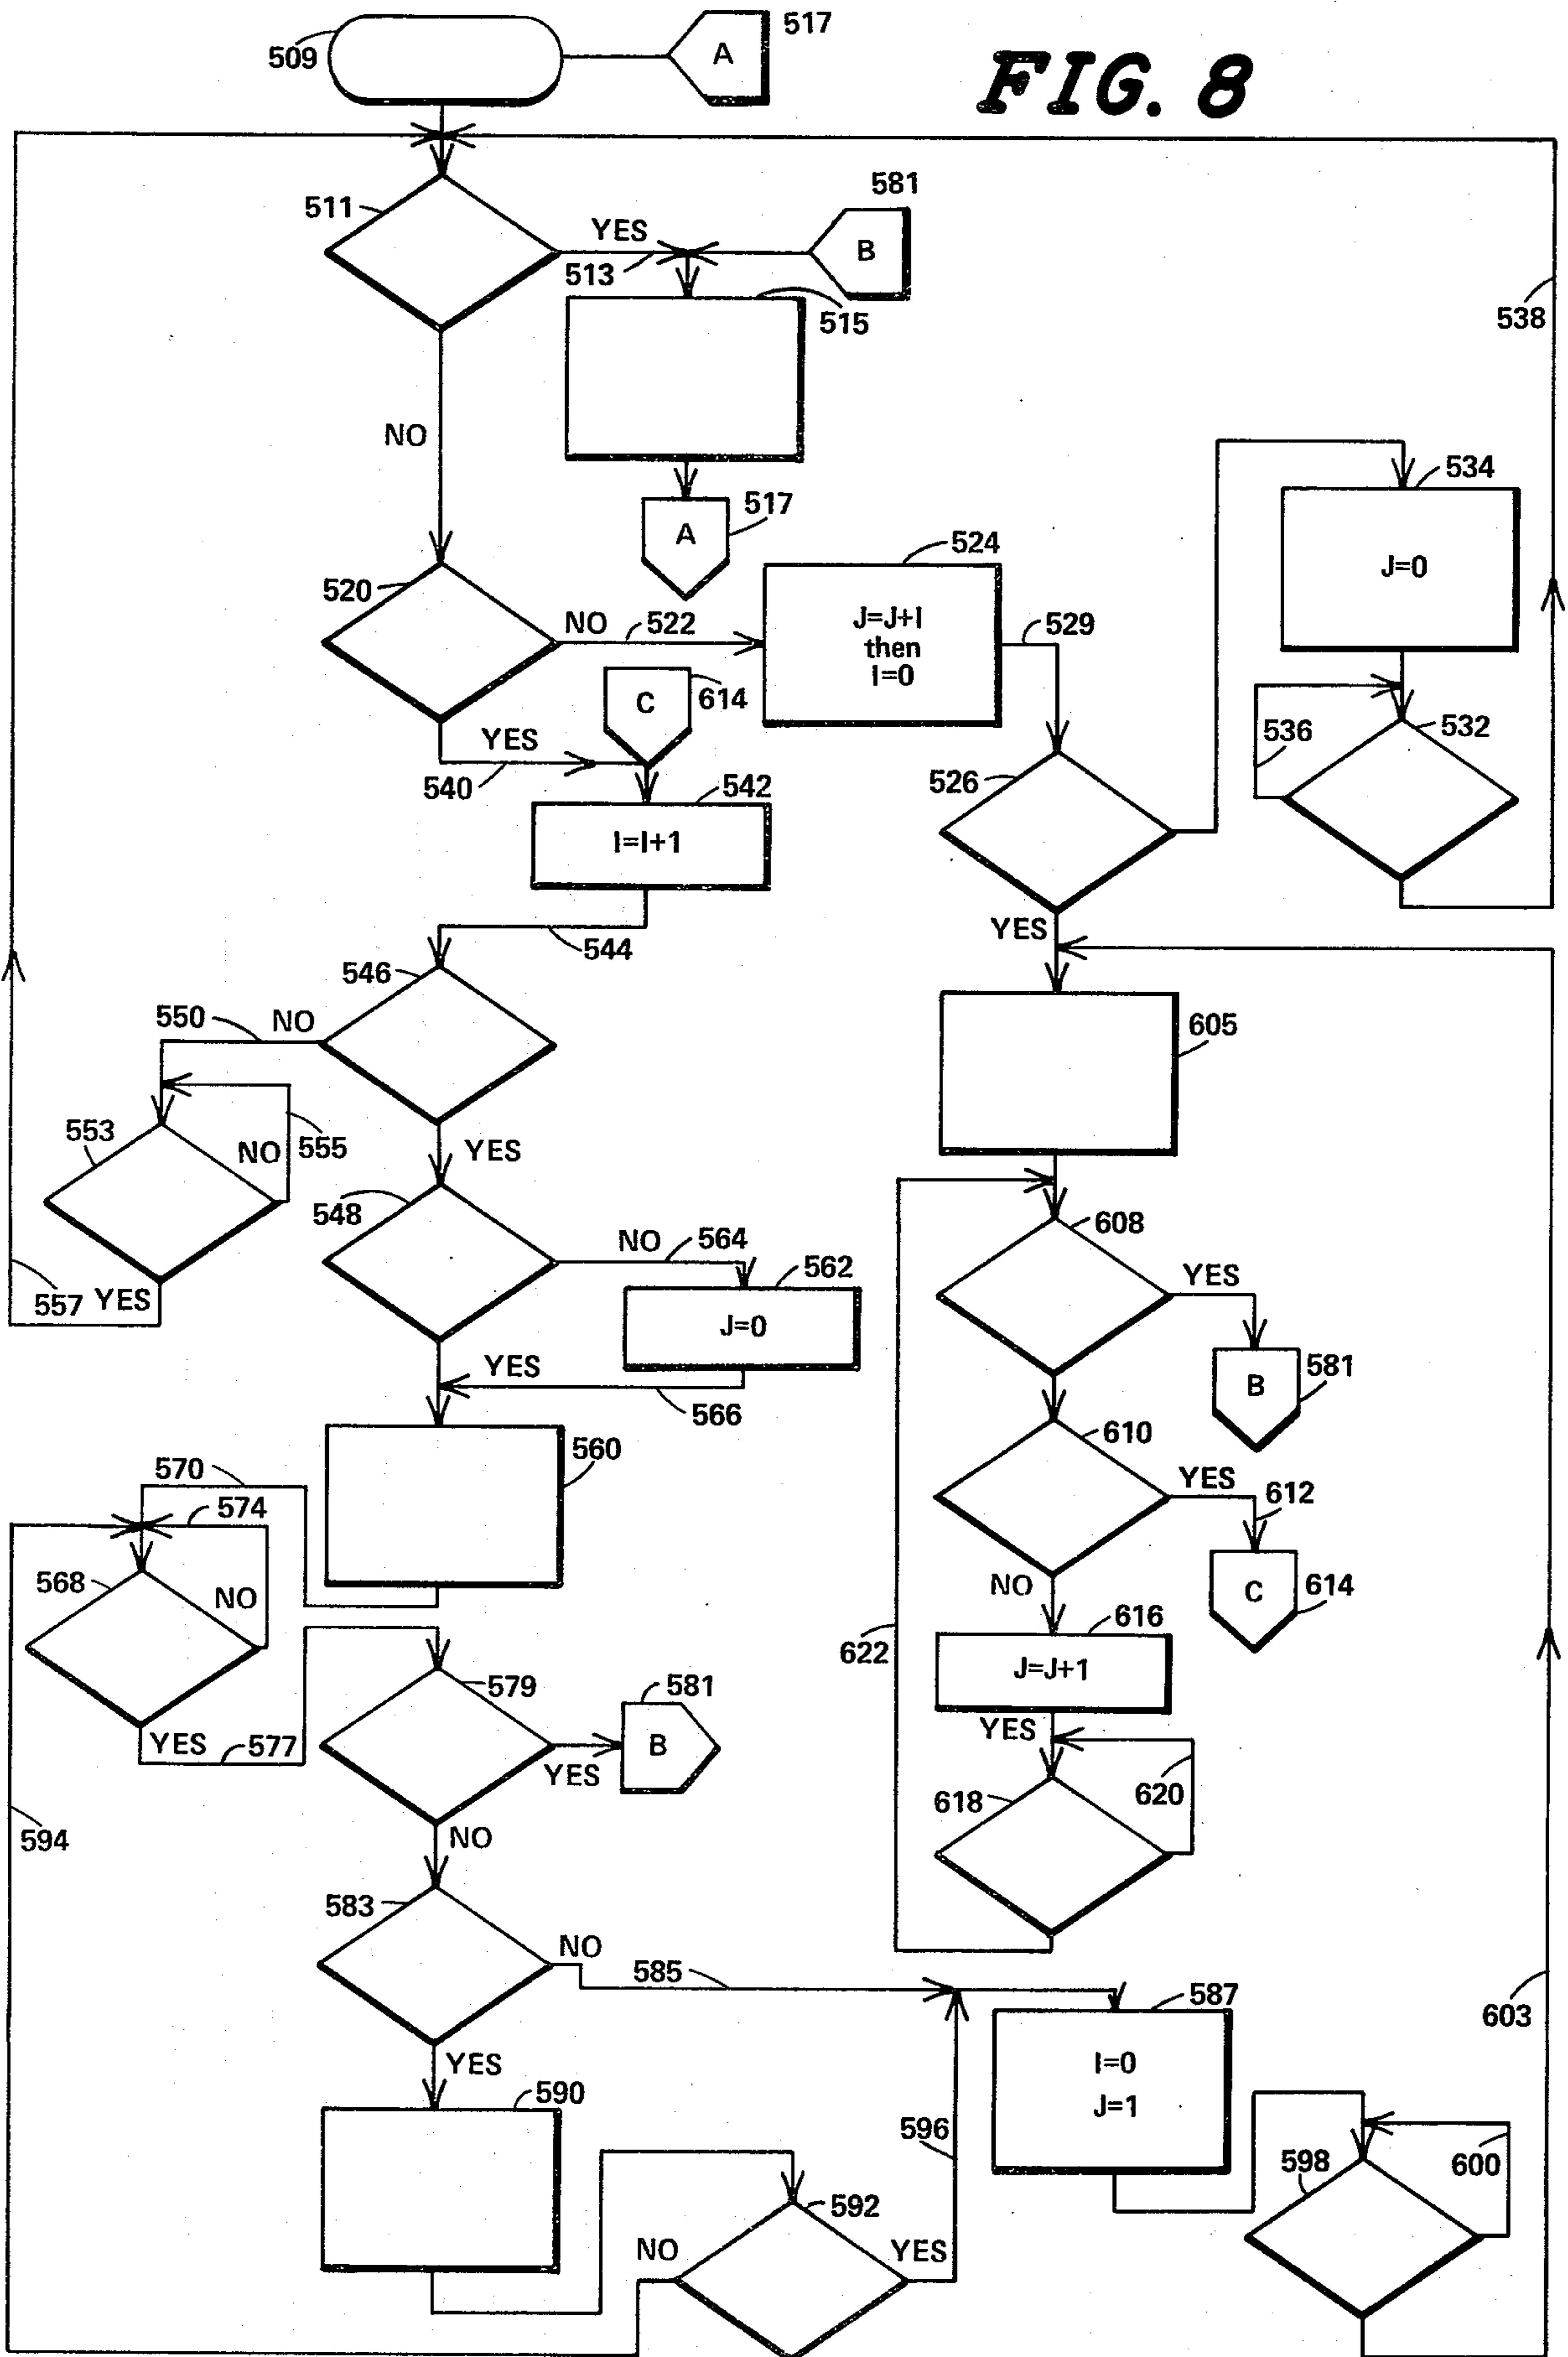 509
A
517
FIG. 8
511
YES
513
B
581
515
NO
A
517
538
534
J=0
520
NO
522
524
J=J+I
then
I=0
529
C
614
YES
540
542
I=I+1
526
536
532
544
YES
546
550
NO
605
553
NO
555
YES
548
NO
564
562
J=0
608
YES
557
YES
YES
566
B
581
560
610
YES
612
570
574
568
NO
NO
C
614
616
J=J+1
622
579
581
B
YES
YES
577
YES
618
620
594
NO
583
NO
585
587
I=0
J=1
603
YES
590
596
598
600
592
NO
YES